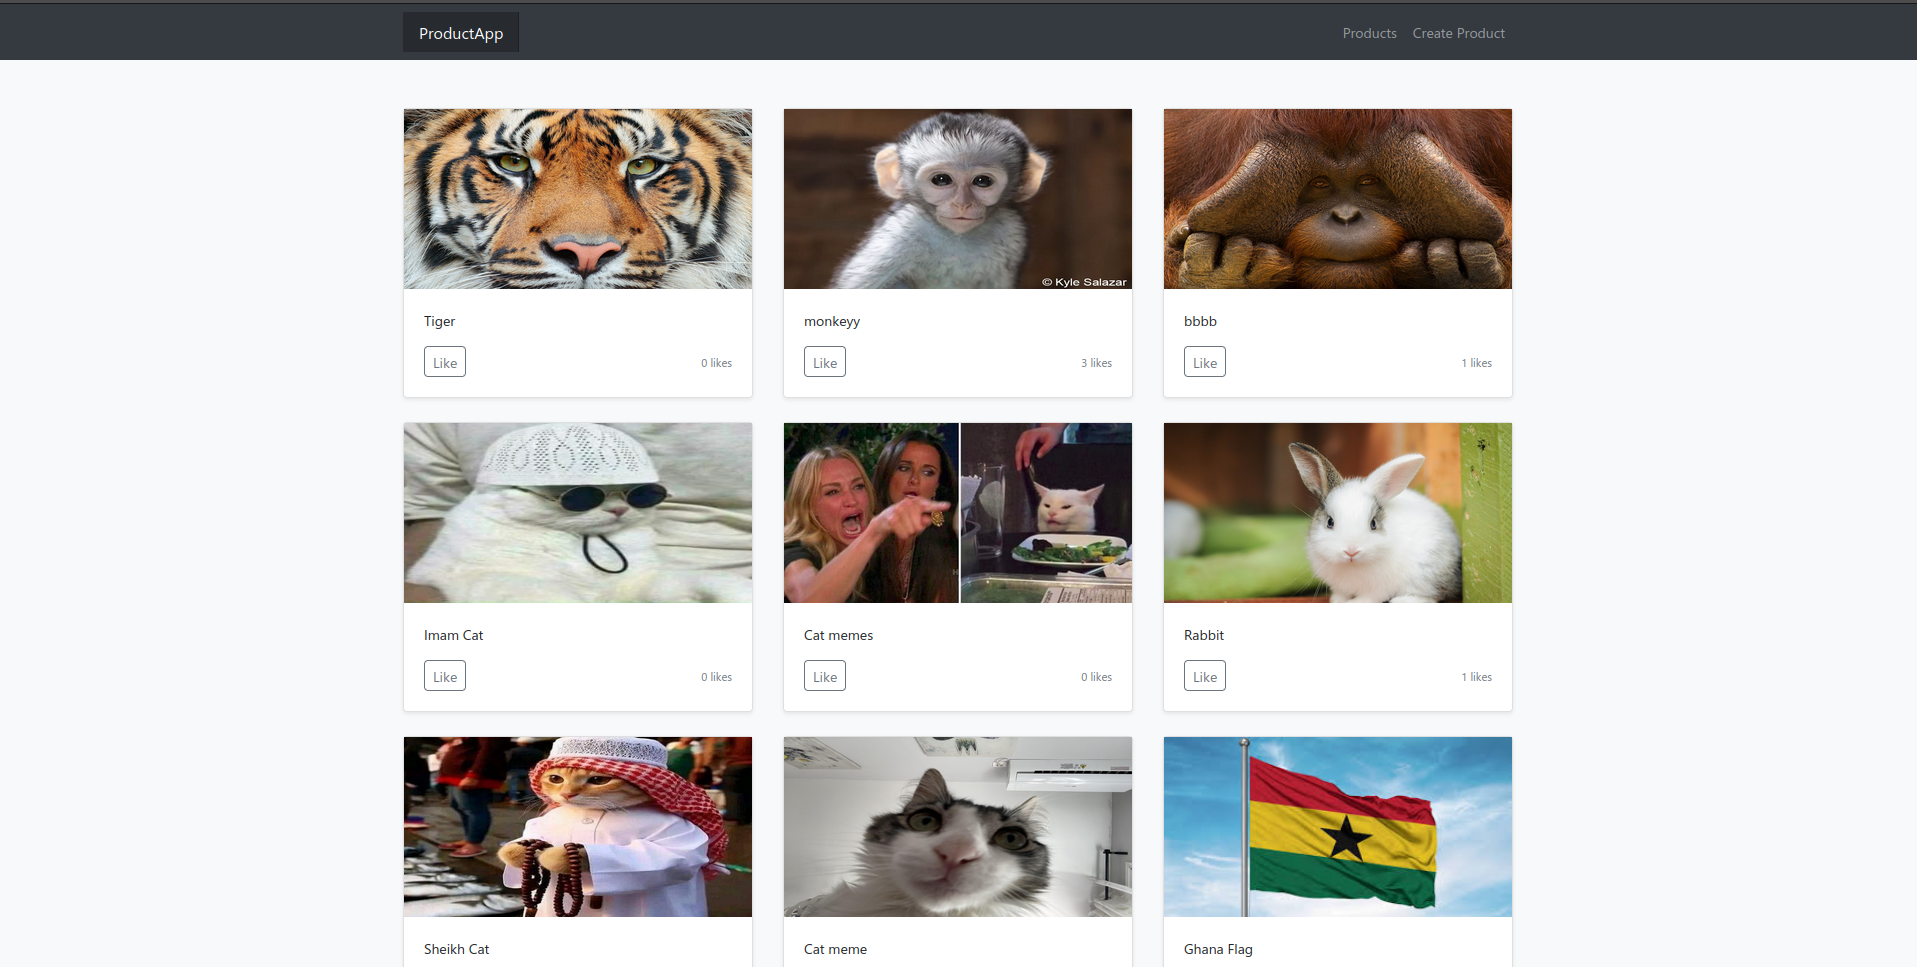 ProductApp
Products
Create Product
© Kyle Salazar
Tiger
monkeyy
bbbb
Like
0 likes
Like
3 likes
Like
1 likes
Imam Cat
Cat memes
Rabbit
Like
0 likes
Like
0 likes
Like
1 likes
Sheikh Cat
Cat meme
Ghana Flag